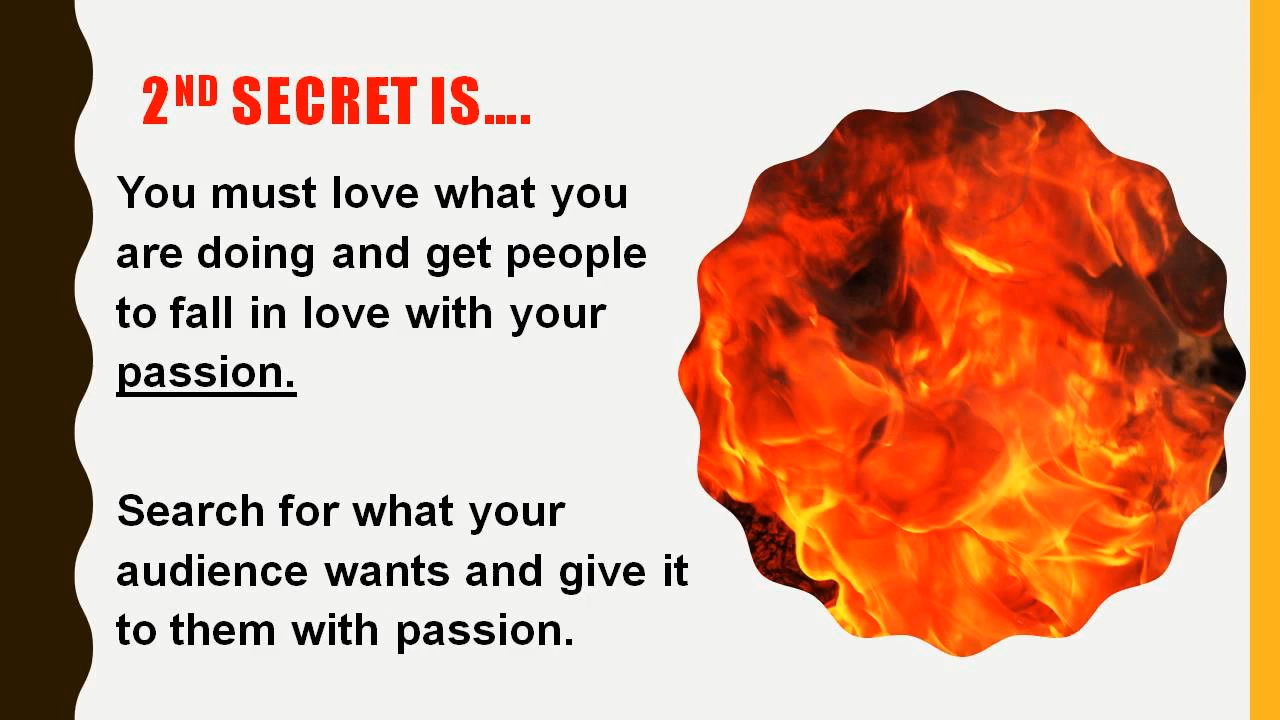 2ND SECRET IS....
You must love what you
are doing and get people
to fall in love with your
passion.
Search for what your
audience wants and give it
to them with passion.